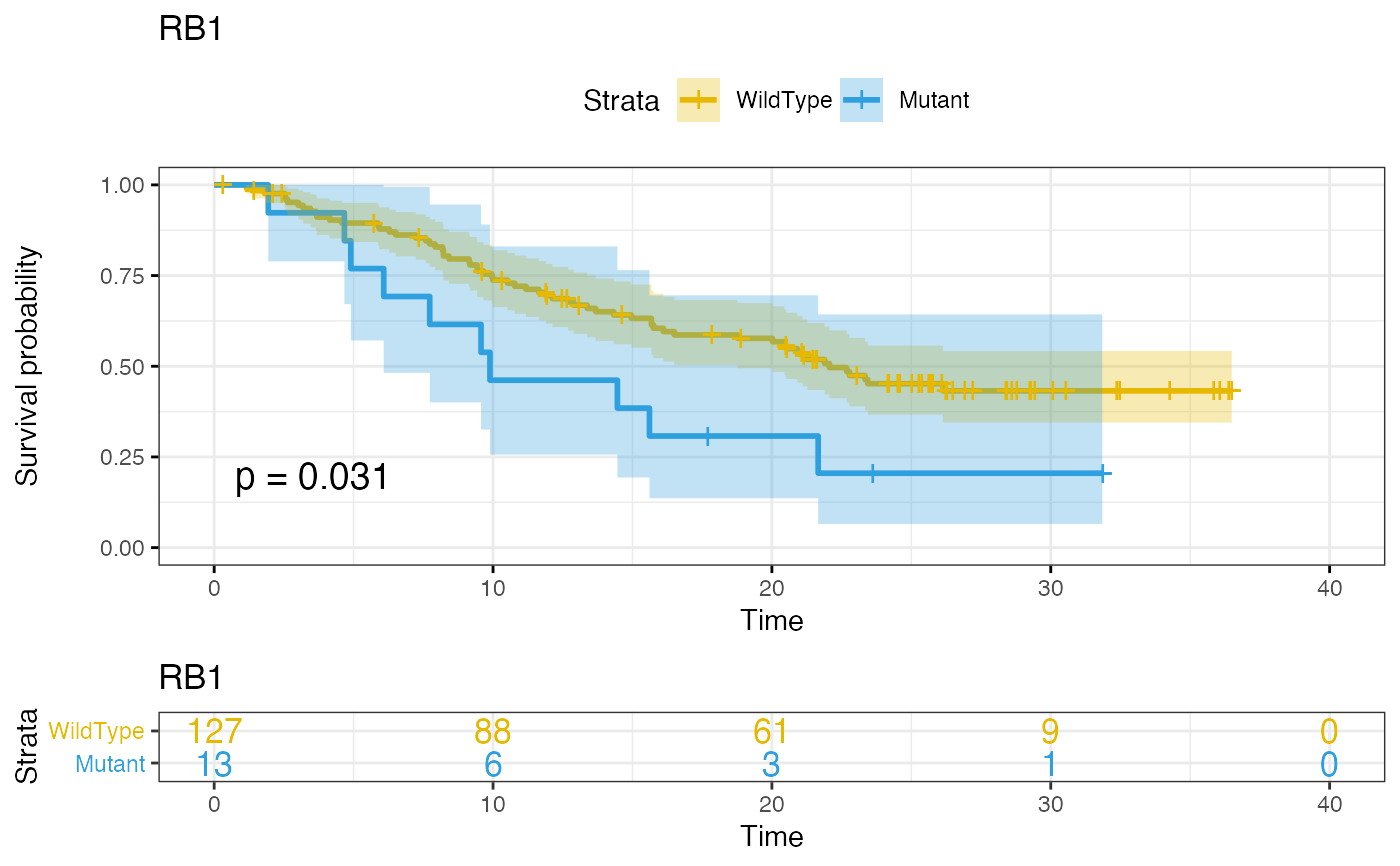 RB1
Strata WildType Mutant
Survival probability
1.00
0.75
0.50
0.25
0.00
p = 0.031
0 10 20 30 40
Time
RB1
Strata
WildType 127 88 61 9 0
Mutant 13 6 3 1 0
0 10 20 30 40
Time